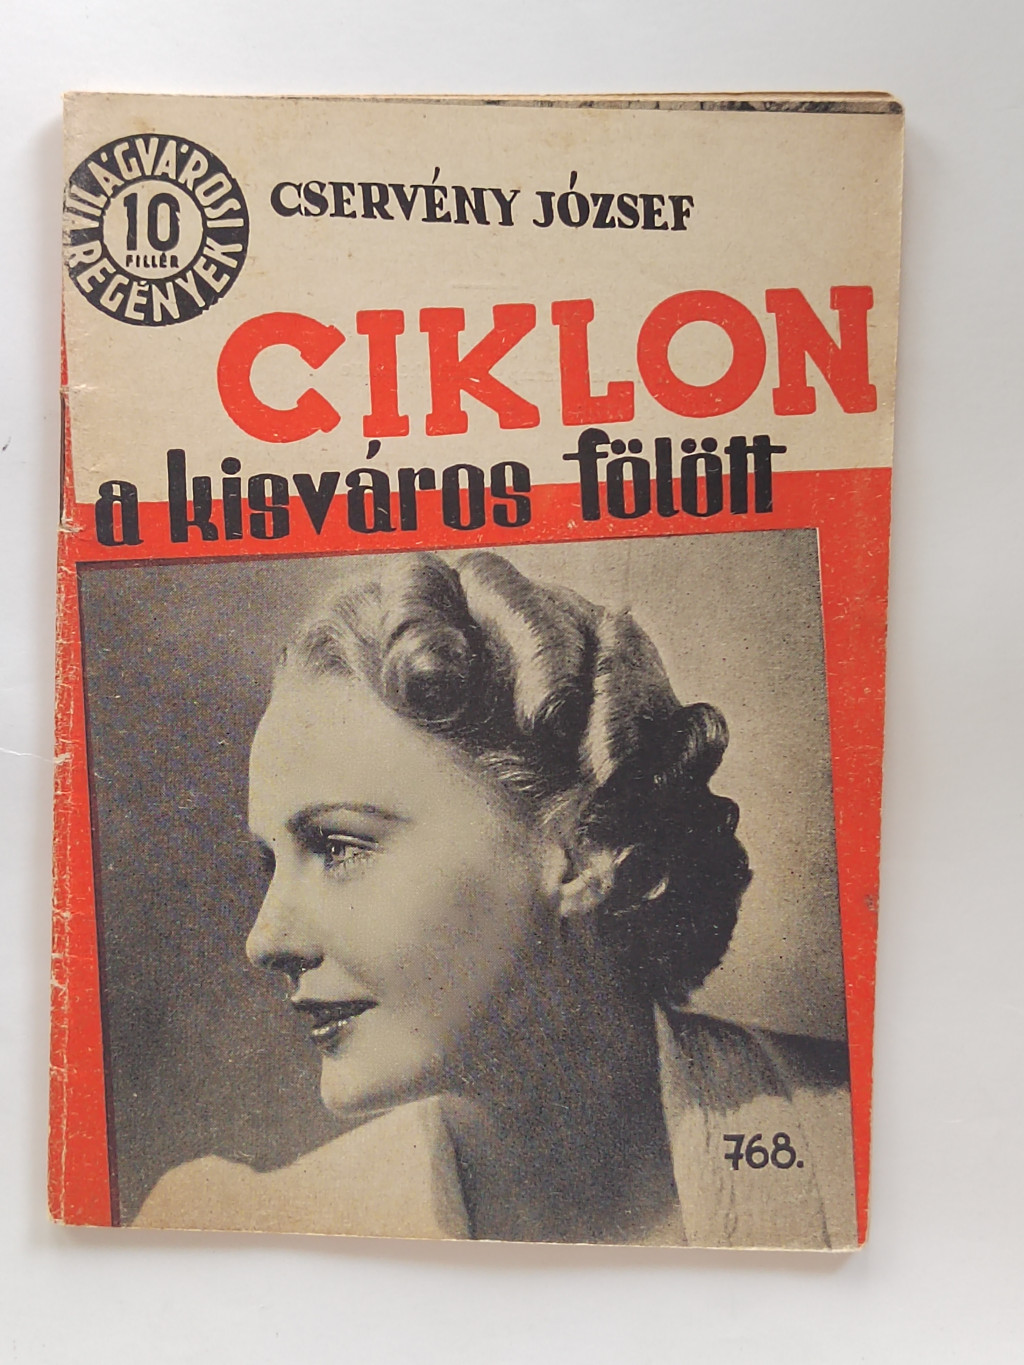 VILÁGVÁROSI
10
FILLÉR
REGÉNYEK
CSERVÉNY JÓZSEF
CIKLON
a kisváros fölött
768.